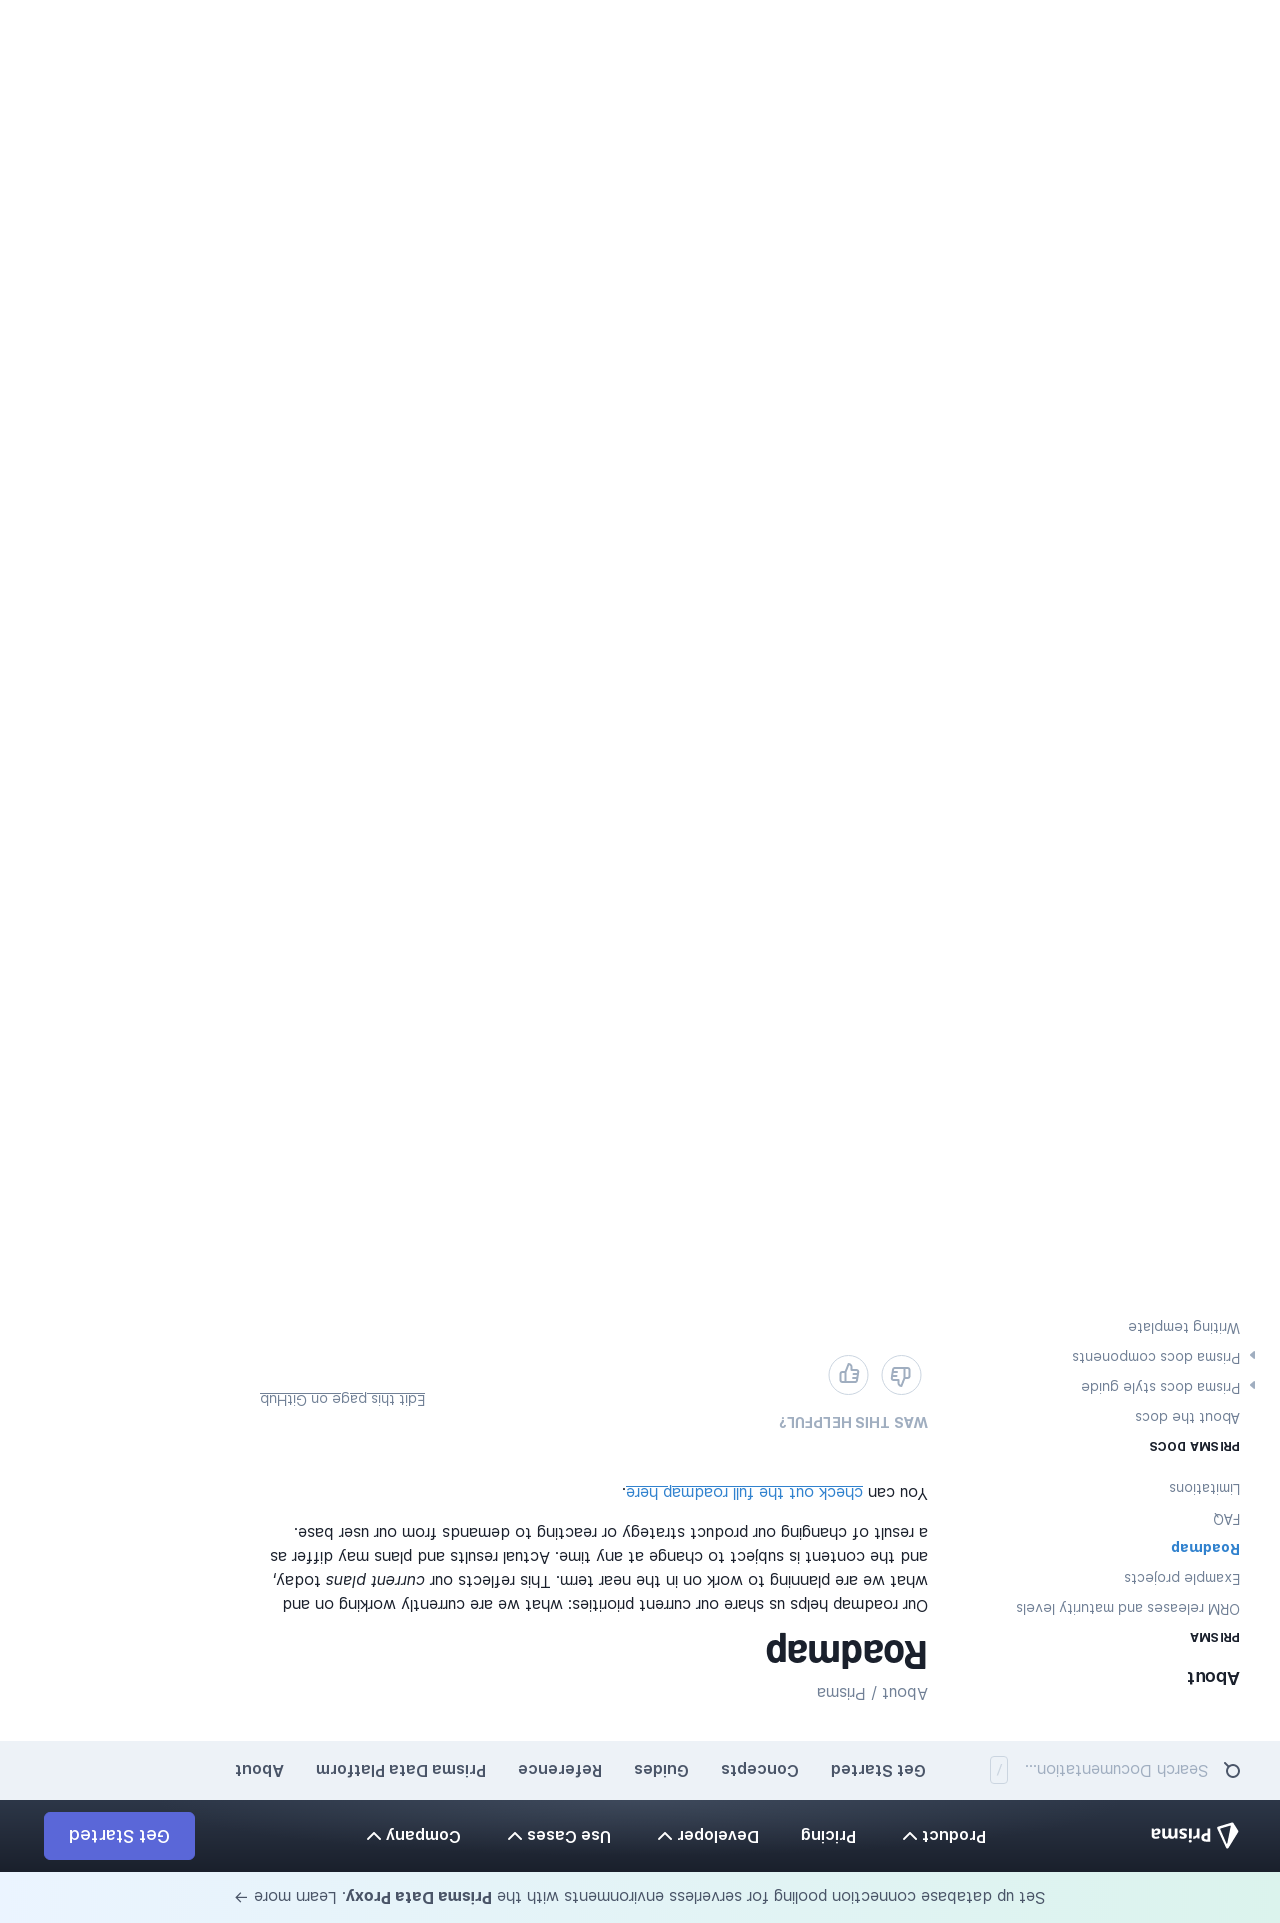 Set up database connection pooling for serverless environments with the Prisma Data Proxy. Learn more →
Prisma
Product
Pricing
Developer
Use Cases
Company
Get Started
Search Documentation...
/
Get Started
Concepts
Guides
Reference
Prisma Data Platform
About
About
PRISMA
ORM releases and maturity levels
Example projects
Roadmap
FAQ
Limitations
PRISMA DOCS
About the docs
Prisma docs style guide
Prisma docs components
Writing template
About / Prisma
Roadmap
Our roadmap helps us share our current priorities: what we are currently working on and
what we are planning to work on in the near term. This reflects our current plans today,
and the content is subject to change at any time. Actual results and plans may differ as
a result of changing our product strategy or reacting to demands from our user base.
You can check out the full roadmap here.
WAS THIS HELPFUL?
Edit this page on GitHub